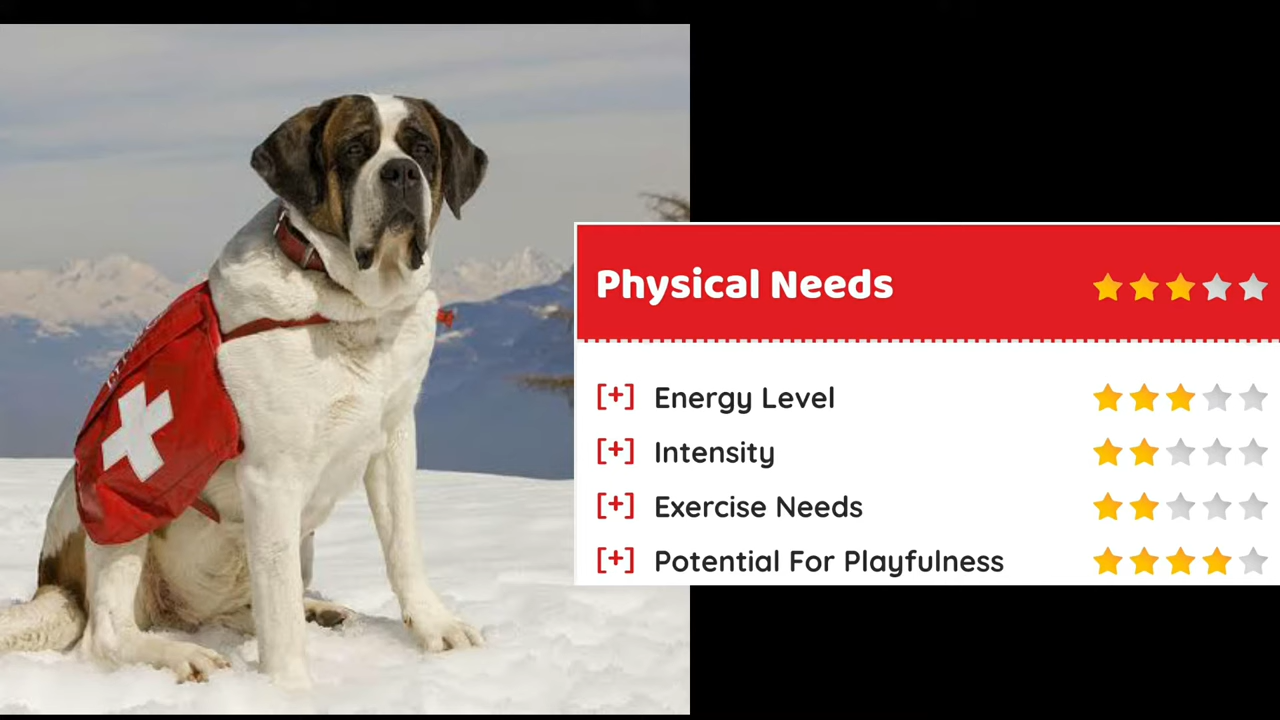 Physical Needs
[+] Energy Level
[+] Intensity
[+] Exercise Needs
[+] Potential For Playfulness